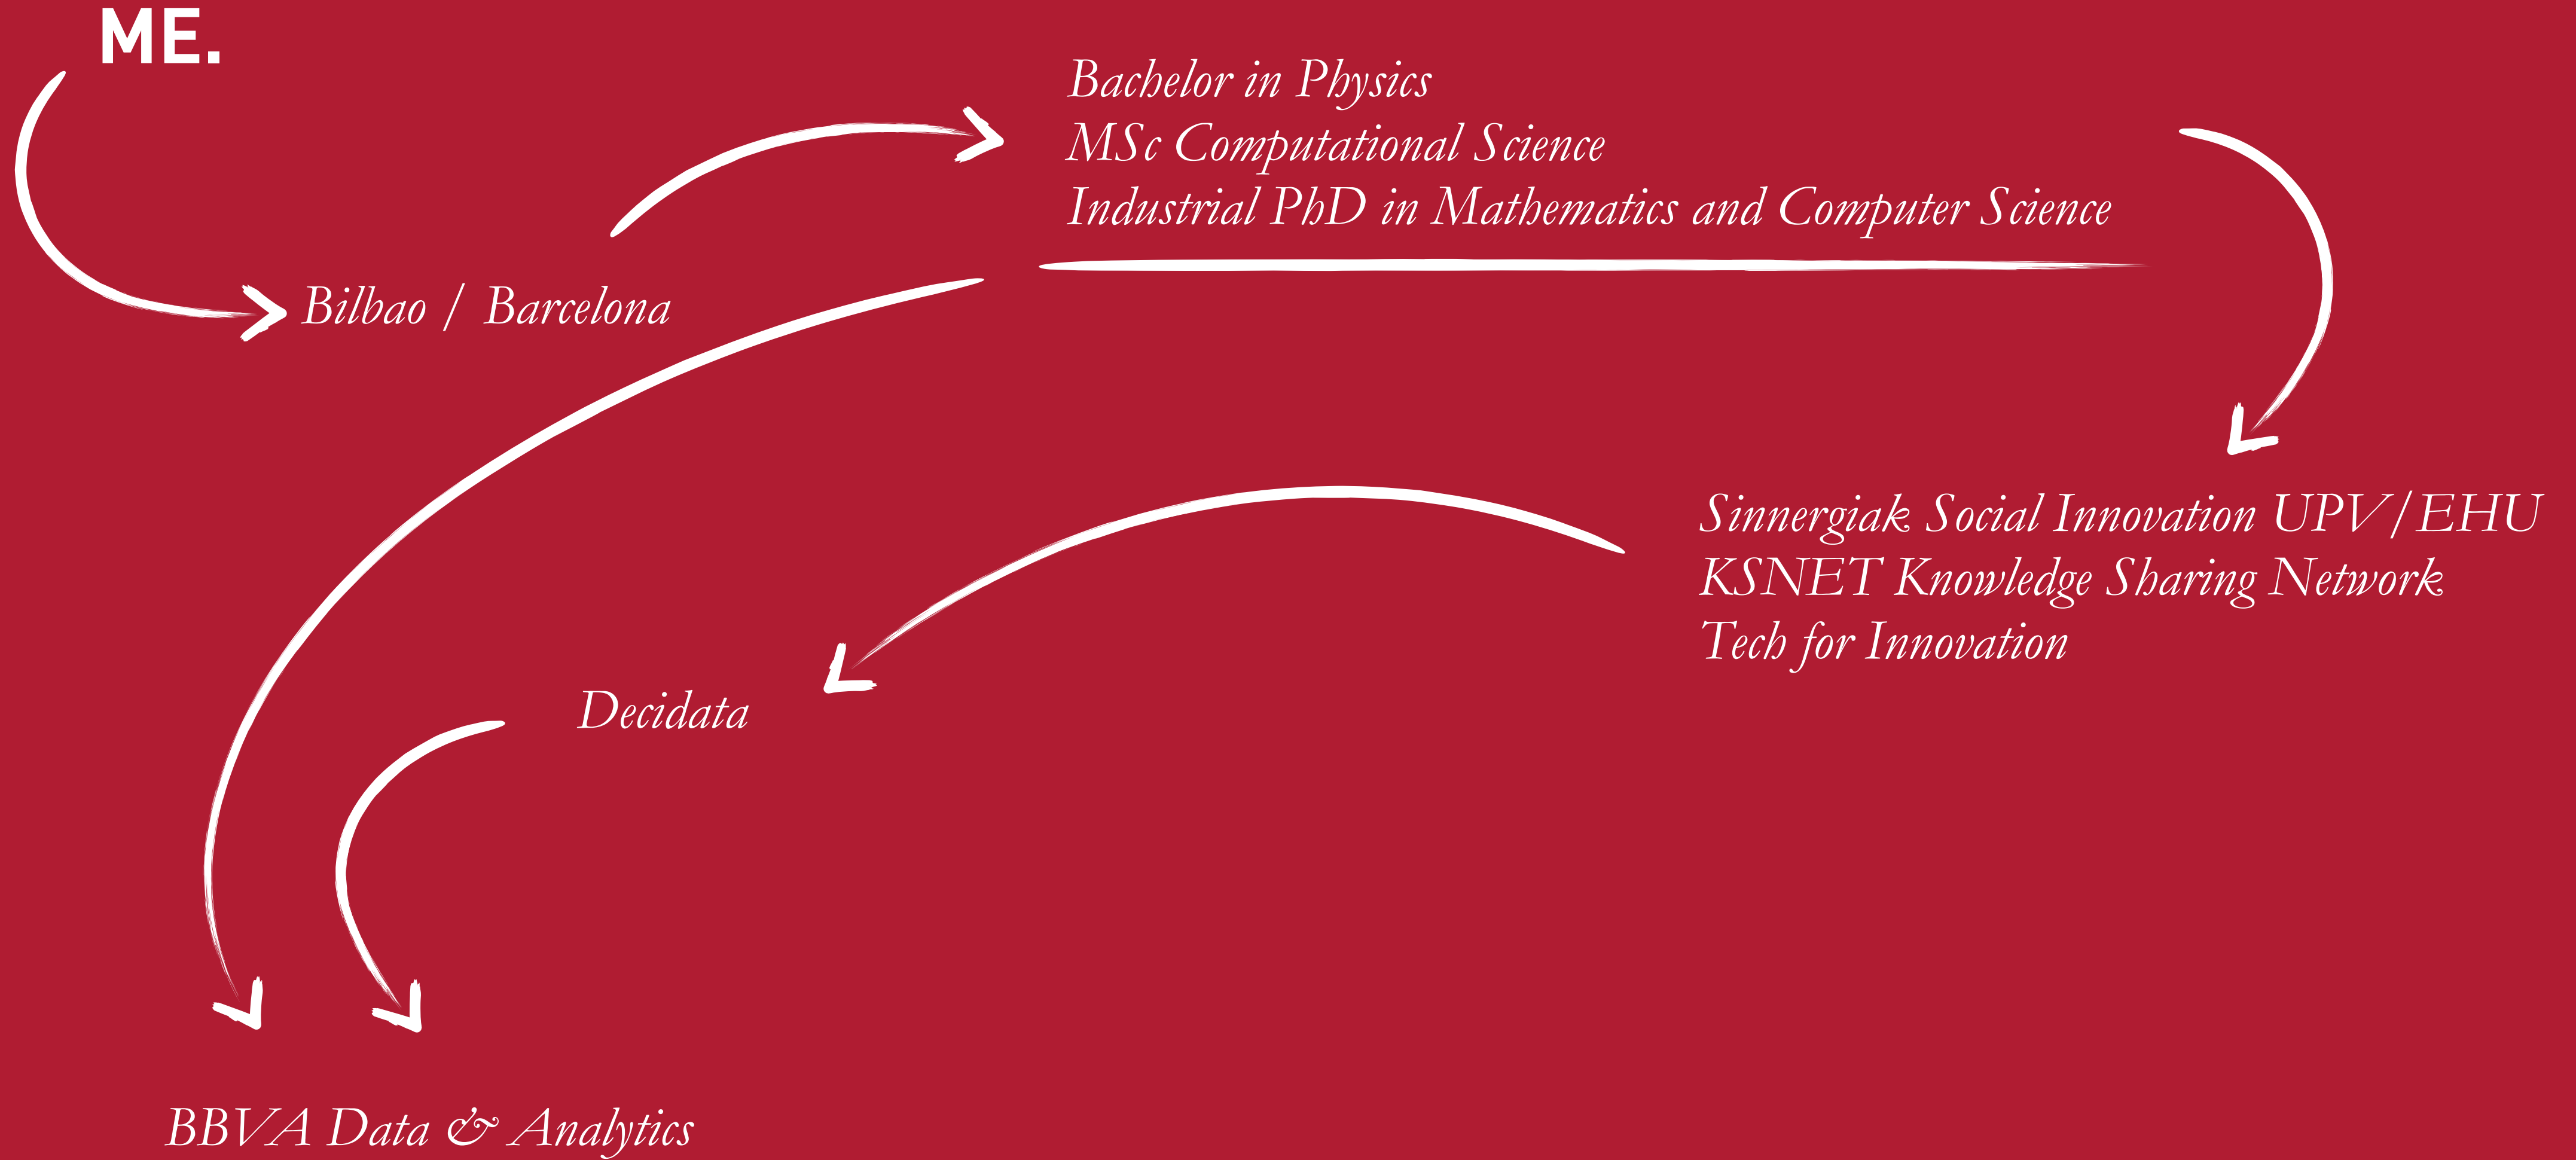 ME.
Bachelor in Physics
MSc Computational Science
Industrial PhD in Mathematics and Computer Science
Bilbao / Barcelona
Sinnergiak Social Innovation UPV/EHU
KSNET Knowledge Sharing Network
Tech for Innovation
Decidata
BBVA Data & Analytics